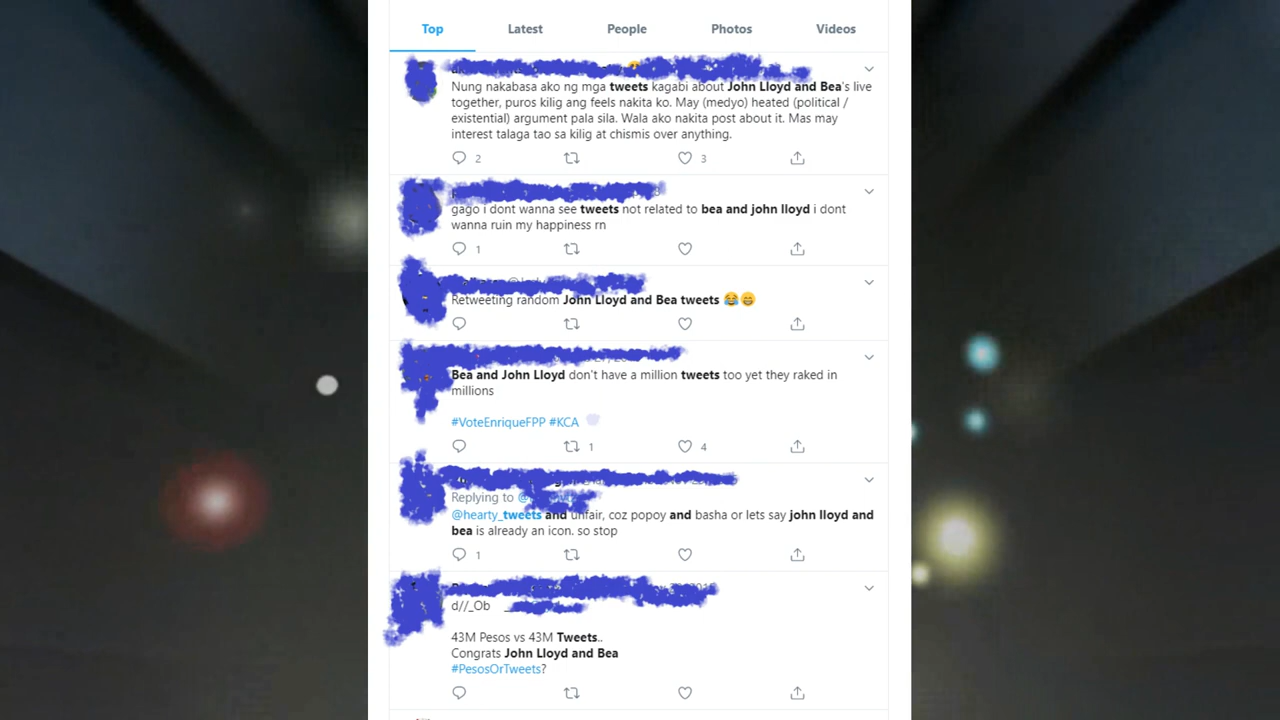 Top Latest People Photos Videos
Nung nakabasa ako ng mga tweets kagabi about John Lloyd and Bea's live
together, puros kilig ang feels nakita ko. May (medyo) heated (political /
existential) argument pala sila. Wala ako nakita post about it. Mas may
interest talaga tao sa kilig at chismis over anything.
2 3
gago i dont wanna see tweets not related to bea and john lloyd i dont
wanna ruin my happiness rn
1
Retweeting random John Lloyd and Bea tweets 😂😁
Bea and John Lloyd don't have a million tweets too yet they raked in
millions
#VoteEnriqueFPP #KCA
1 4
Replying to
@hearty_tweets and unfair, coz popoy and basha or lets say john lloyd and
bea is already an icon. so stop
1
d//_Ob
43M Pesos vs 43M Tweets..
Congrats John Lloyd and Bea
#PesosOrTweets?